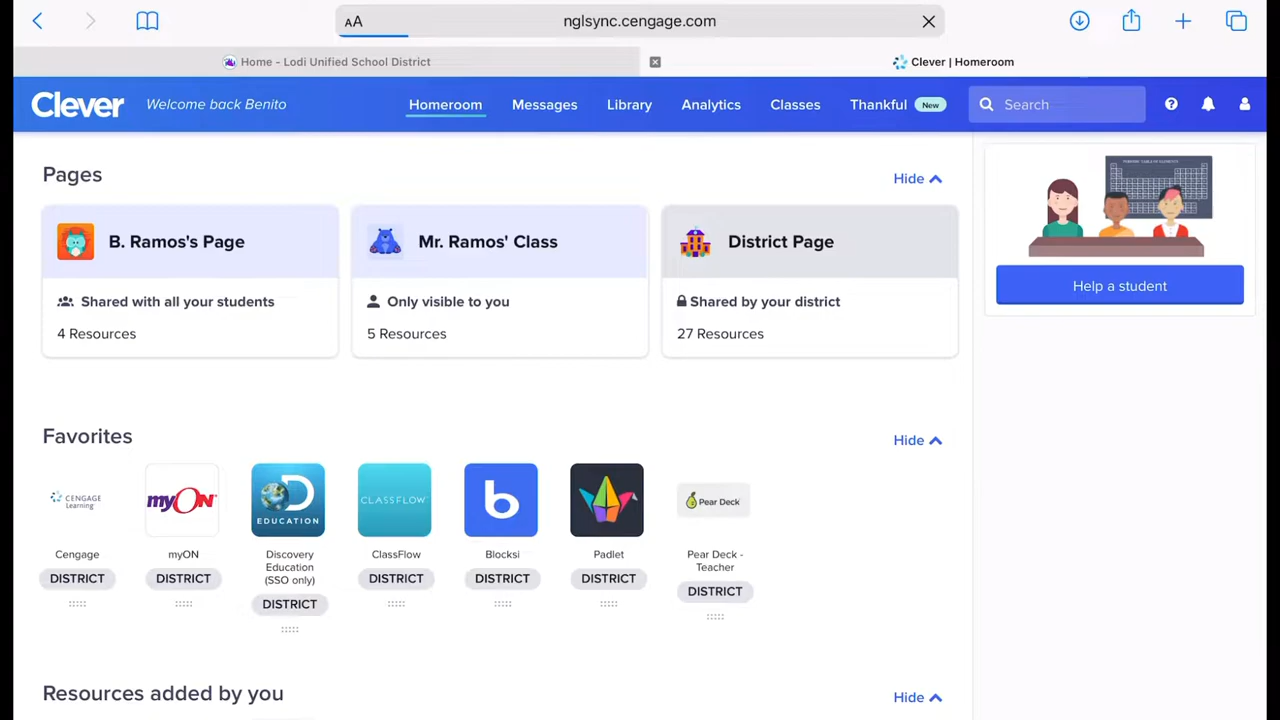 AA nglsync.cengage.com
Home - Lodi Unified School District
Clever | Homeroom
Clever Welcome back Benito Homeroom Messages Library Analytics Classes Thankful New Search
Pages Hide
B. Ramos's Page
Shared with all your students
4 Resources
Mr. Ramos' Class
Only visible to you
5 Resources
District Page
Shared by your district
27 Resources
Help a student
Favorites Hide
CENGAGE
Learning
Cengage
DISTRICT
myON
myON
DISTRICT
D
EDUCATION
Discovery
Education
(SSO only)
DISTRICT
CLASSFLOW
ClassFlow
DISTRICT
b
Blocksi
DISTRICT
Padlet
DISTRICT
Pear Deck
Pear Deck -
Teacher
DISTRICT
Resources added by you Hide